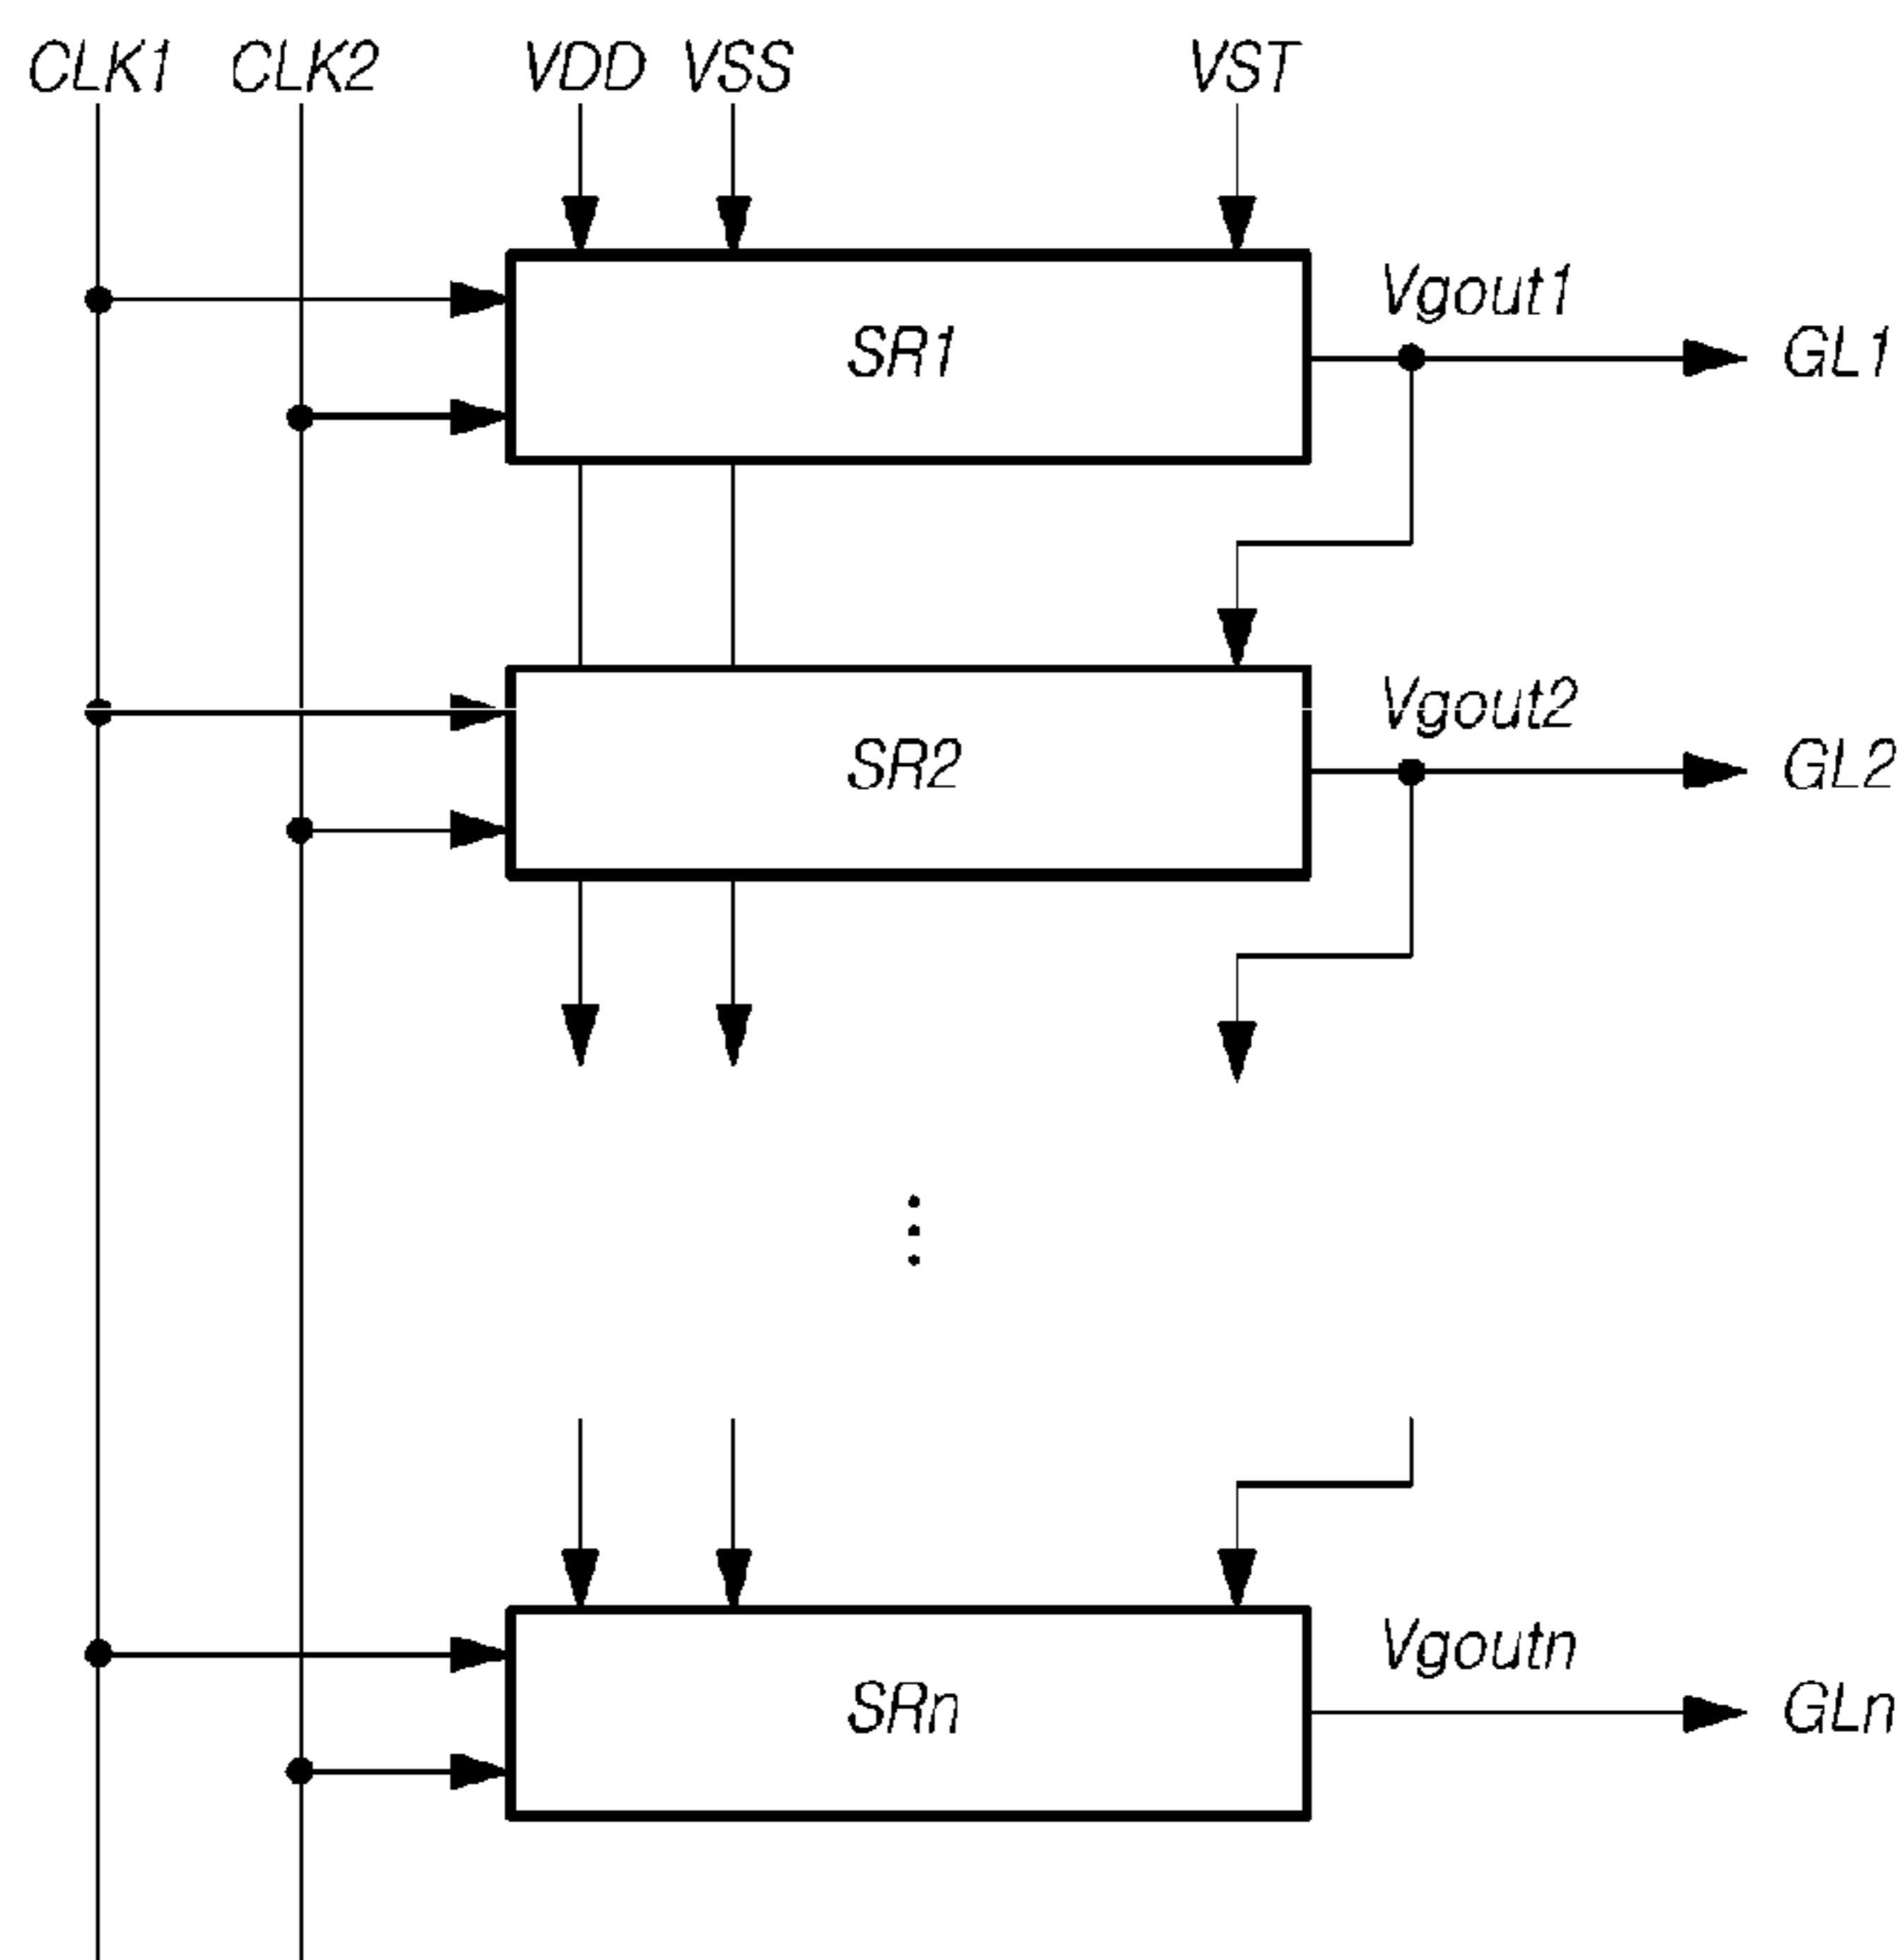 CLK1 CLK2 VDD VSS VST
Vgout1
SR1 GL1
Vgout2
SR2 GL2
Vgoutn
SRn GLn